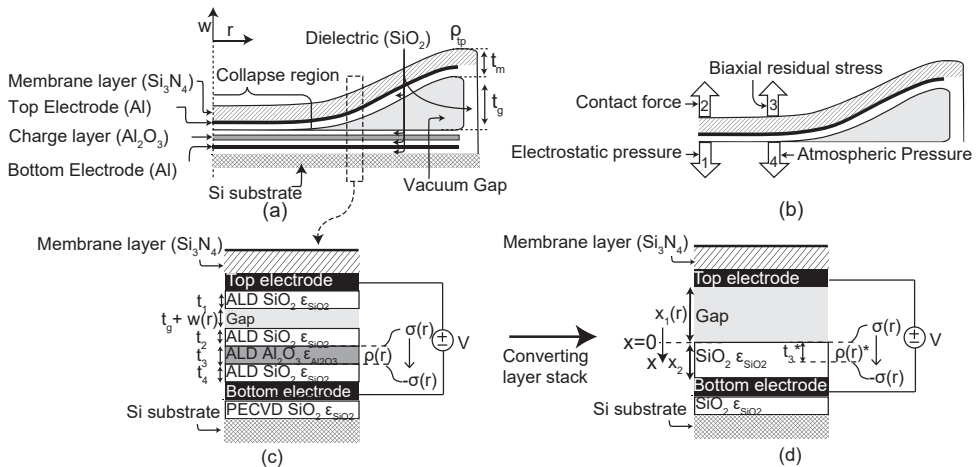 w
r
Dielectric (SiO2)
ρtp
tm
Membrane layer (Si3N4)
Collapse region
Top Electrode (Al)
tg
Charge layer (Al2O3)
Bottom Electrode (Al)
Si substrate
Vacuum Gap
(a)
Biaxial residual stress
Contact force
2
3
Electrostatic pressure
1
4
Atmospheric Pressure
(b)
Membrane layer (Si3N4)
Top electrode
t1
ALD SiO2 εSiO2
tg + w(r)
Gap
t2
ALD SiO2 εSiO2
σ(r)
t3
ALD Al2O3 εAl2O3
ρ(r)
V
t4
ALD SiO2 εSiO2
-σ(r)
Bottom electrode
Si substrate
PECVD SiO2 εSiO2
(c)
Converting
layer stack
Membrane layer (Si3N4)
Top electrode
x1(r)
Gap
σ(r)
x=0
t3*
V
x
x2
SiO2 εSiO2
ρ(r)*
-σ(r)
Bottom electrode
Si substrate
SiO2 εSiO2
(d)